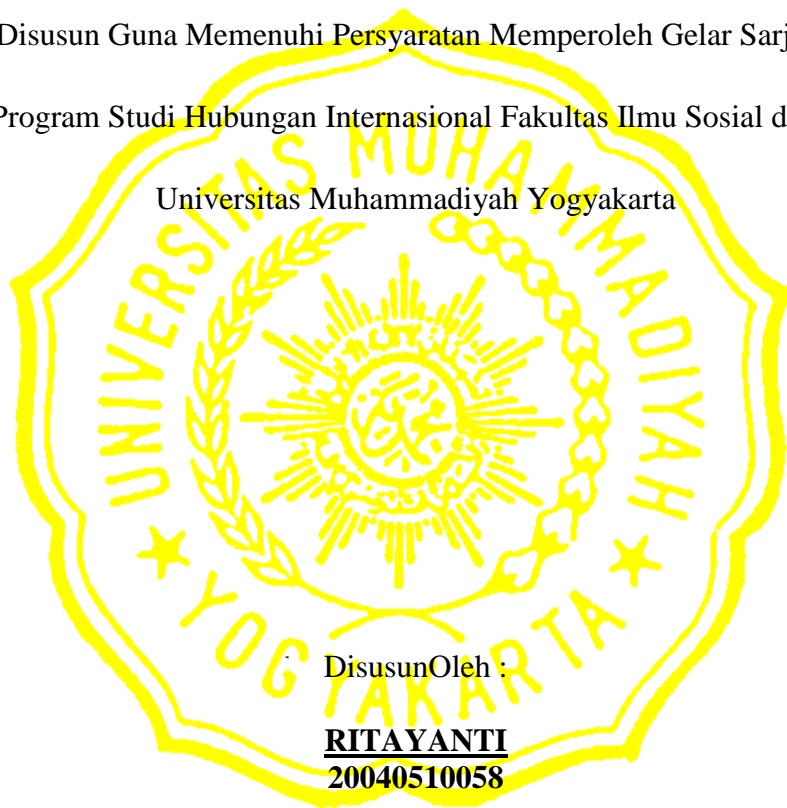 Disusun Guna Memenuhi Persyaratan Memperoleh Gelar Sarj
Program Studi Hubungan Internasional Fakultas Ilmu Sosial d
Universitas Muhammadiyah Yogyakarta
UNIVERSITAS MUHAMMADIYAH
YOGYAKARTA
DisusunOleh :
RITAYANTI
20040510058